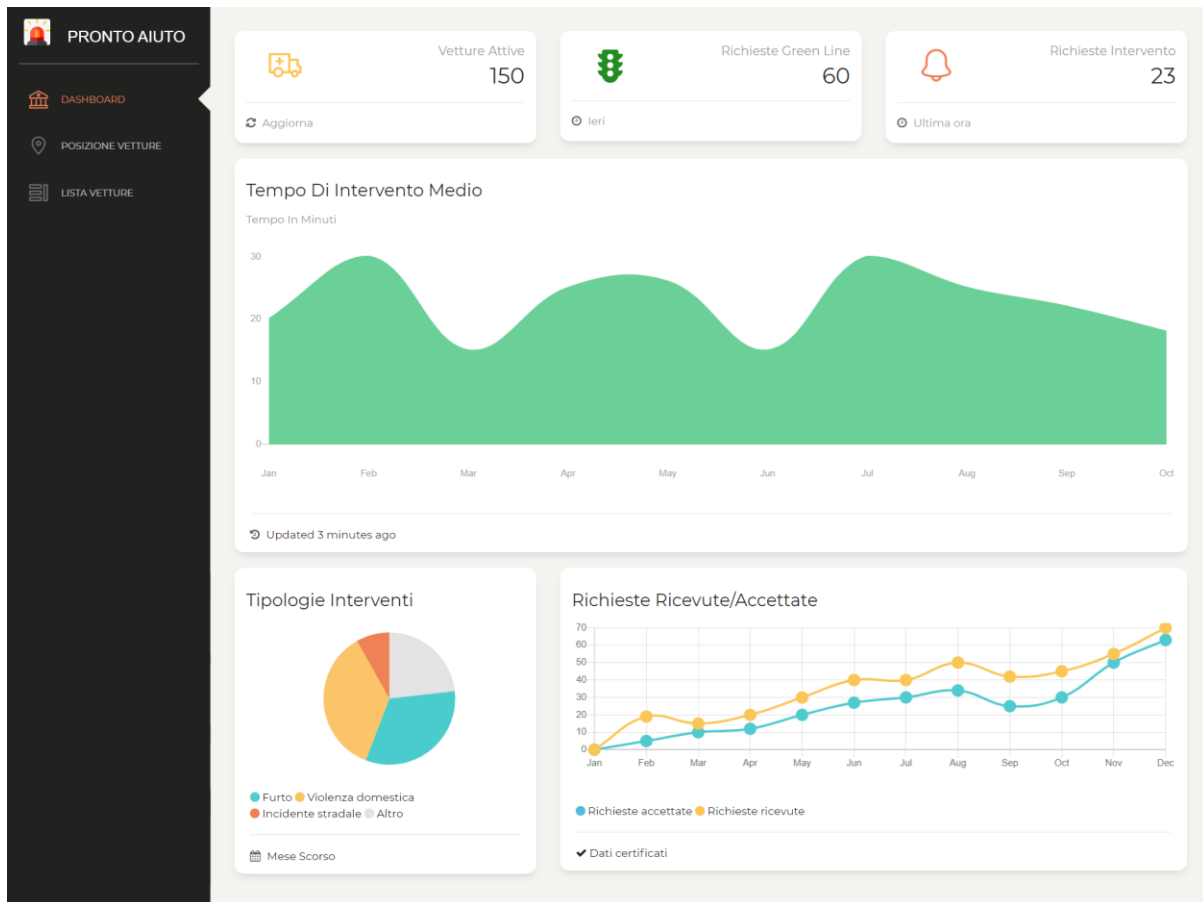 PRONTO AIUTO
DASHBOARD
POSIZIONE VETTURE
LISTA VETTURE
Vetture Attive
150
Aggiorna
Richieste Green Line
60
Ieri
Richieste Intervento
23
Ultima ora
Tempo Di Intervento Medio
Tempo In Minuti
30
20
10
0
Jan Feb Mar Apr May Jun Jul Aug Sep Oct
Updated 3 minutes ago
Tipologie Interventi
Furto Violenza domestica
Incidente stradale Altro
Mese Scorso
Richieste Ricevute/Accettate
70
60
50
40
30
20
10
0
Jan Feb Mar Apr May Jun Jul Aug Sep Oct Nov Dec
Richieste accettate Richieste ricevute
Dati certificati